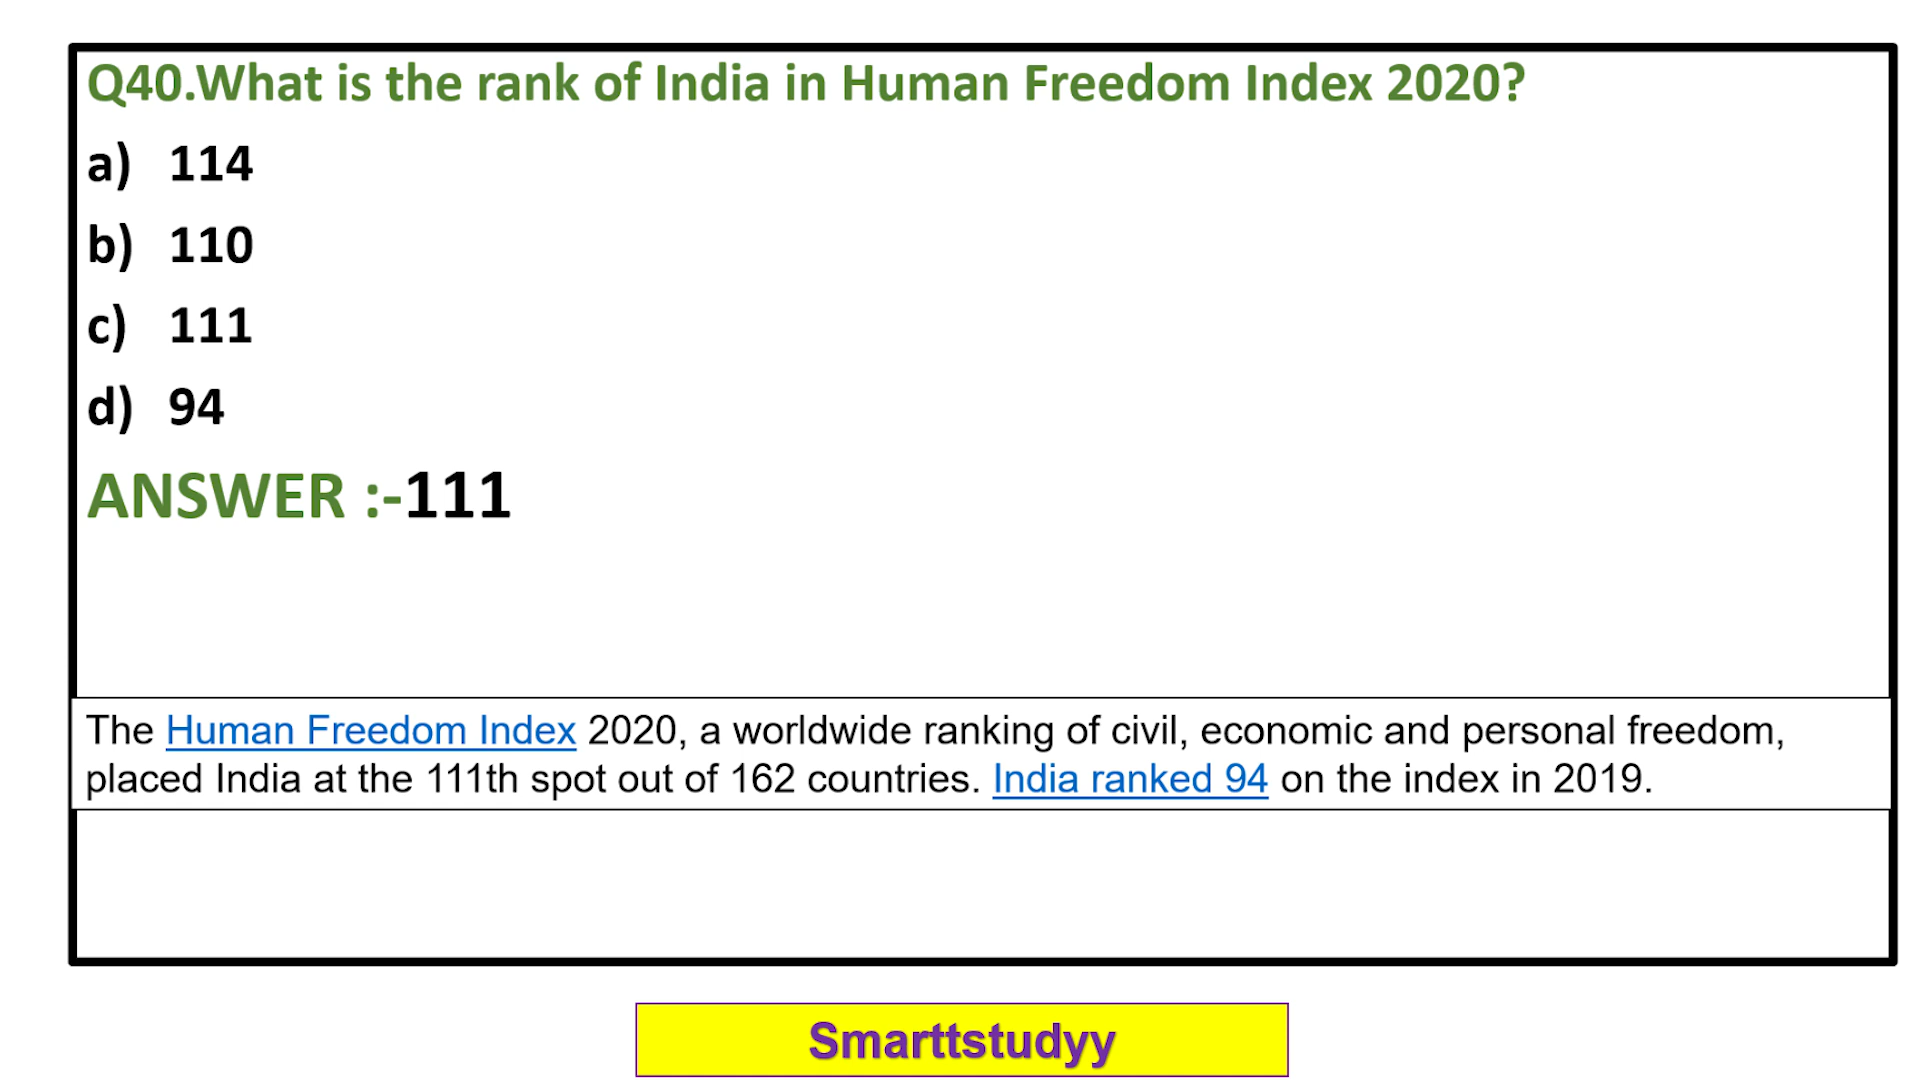 Q40.What is the rank of India in Human Freedom Index 2020?
a) 114
b) 110
c) 111
d) 94
ANSWER :-111
The Human Freedom Index 2020, a worldwide ranking of civil, economic and personal freedom,
placed India at the 111th spot out of 162 countries. India ranked 94 on the index in 2019.
Smarttstudyy